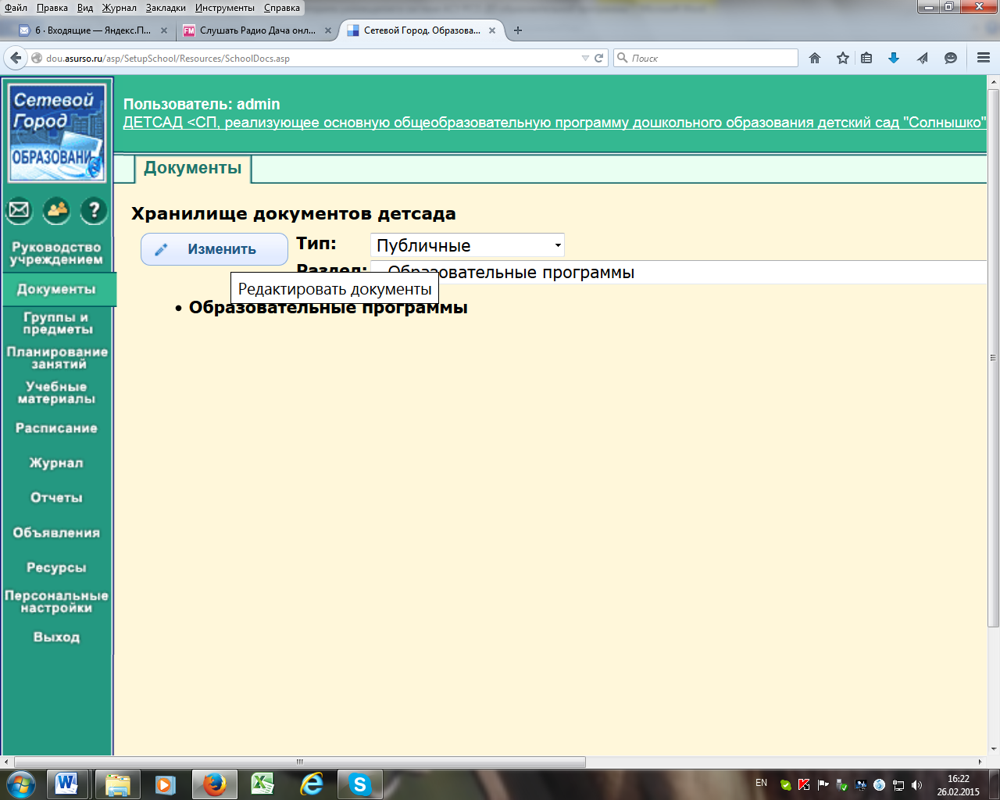 Файл Правка Вид Журнал Закладки Инструменты Справка
6 · Входящие — Яндекс.П...
Слушать Радио Дача онл...
Сетевой Город. Образова...
dou.asurso.ru/asp/SetupSchool/Resources/SchoolDocs.asp
Поиск
Сетевой
Город
ОБРАЗОВАНИ
Пользователь: admin
ДЕТСАД <СП, реализующее основную общеобразовательную программу дошкольного образования детский сад "Солнышко"
Документы
Хранилище документов детсада
Изменить
Тип:
Публичные
Раздел:
Образовательные программы
Редактировать документы
• Образовательные программы
Руководство
учреждением
Документы
Группы и
предметы
Планирование
занятий
Учебные
материалы
Расписание
Журнал
Отчеты
Объявления
Ресурсы
Персональные
настройки
Выход
EN
16:22
26.02.2015